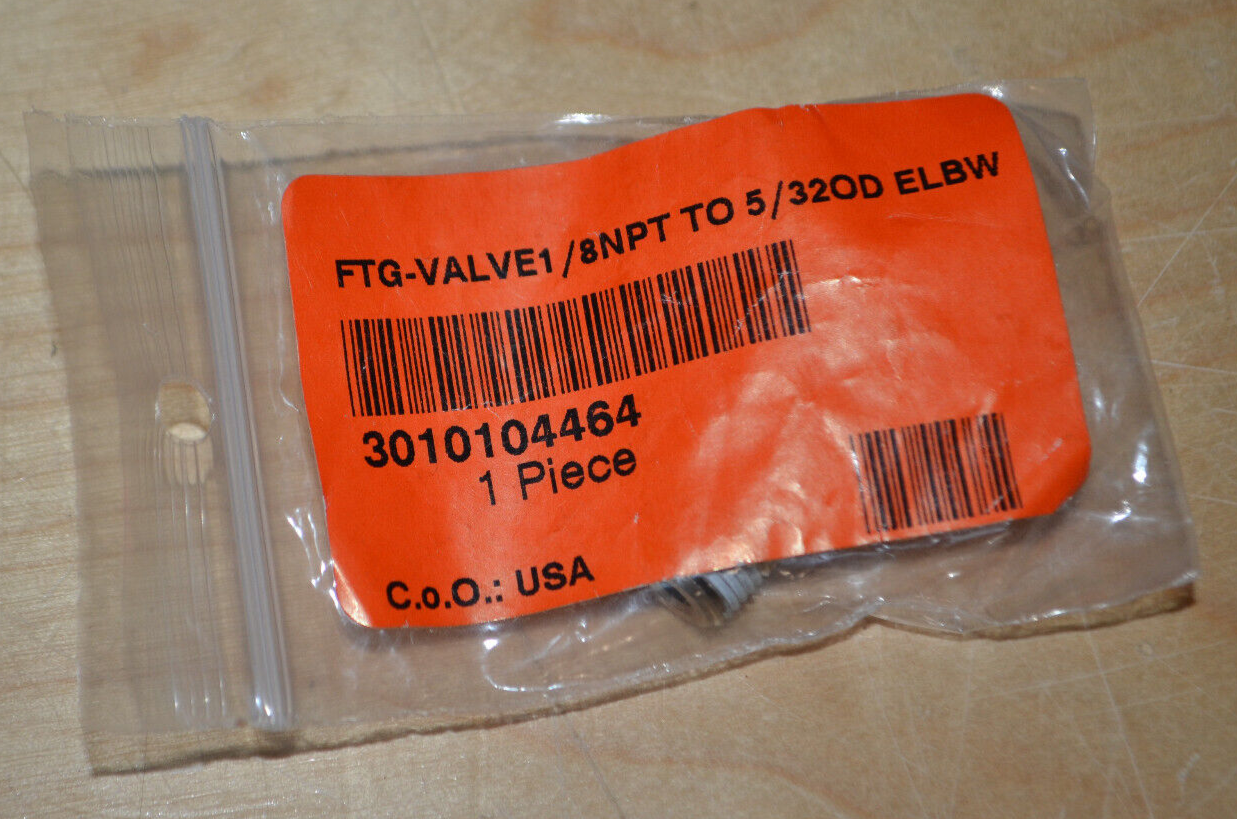 FTG-VALVE1/8NPT TO 5/32OD ELBW
3010104464
1 Piece
C.o.O.: USA